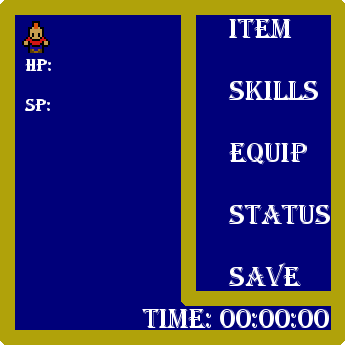 HP:
SP:
ITEM
SKILLS
EQUIP
STATUS
SAVE
TIME: 00:00:00